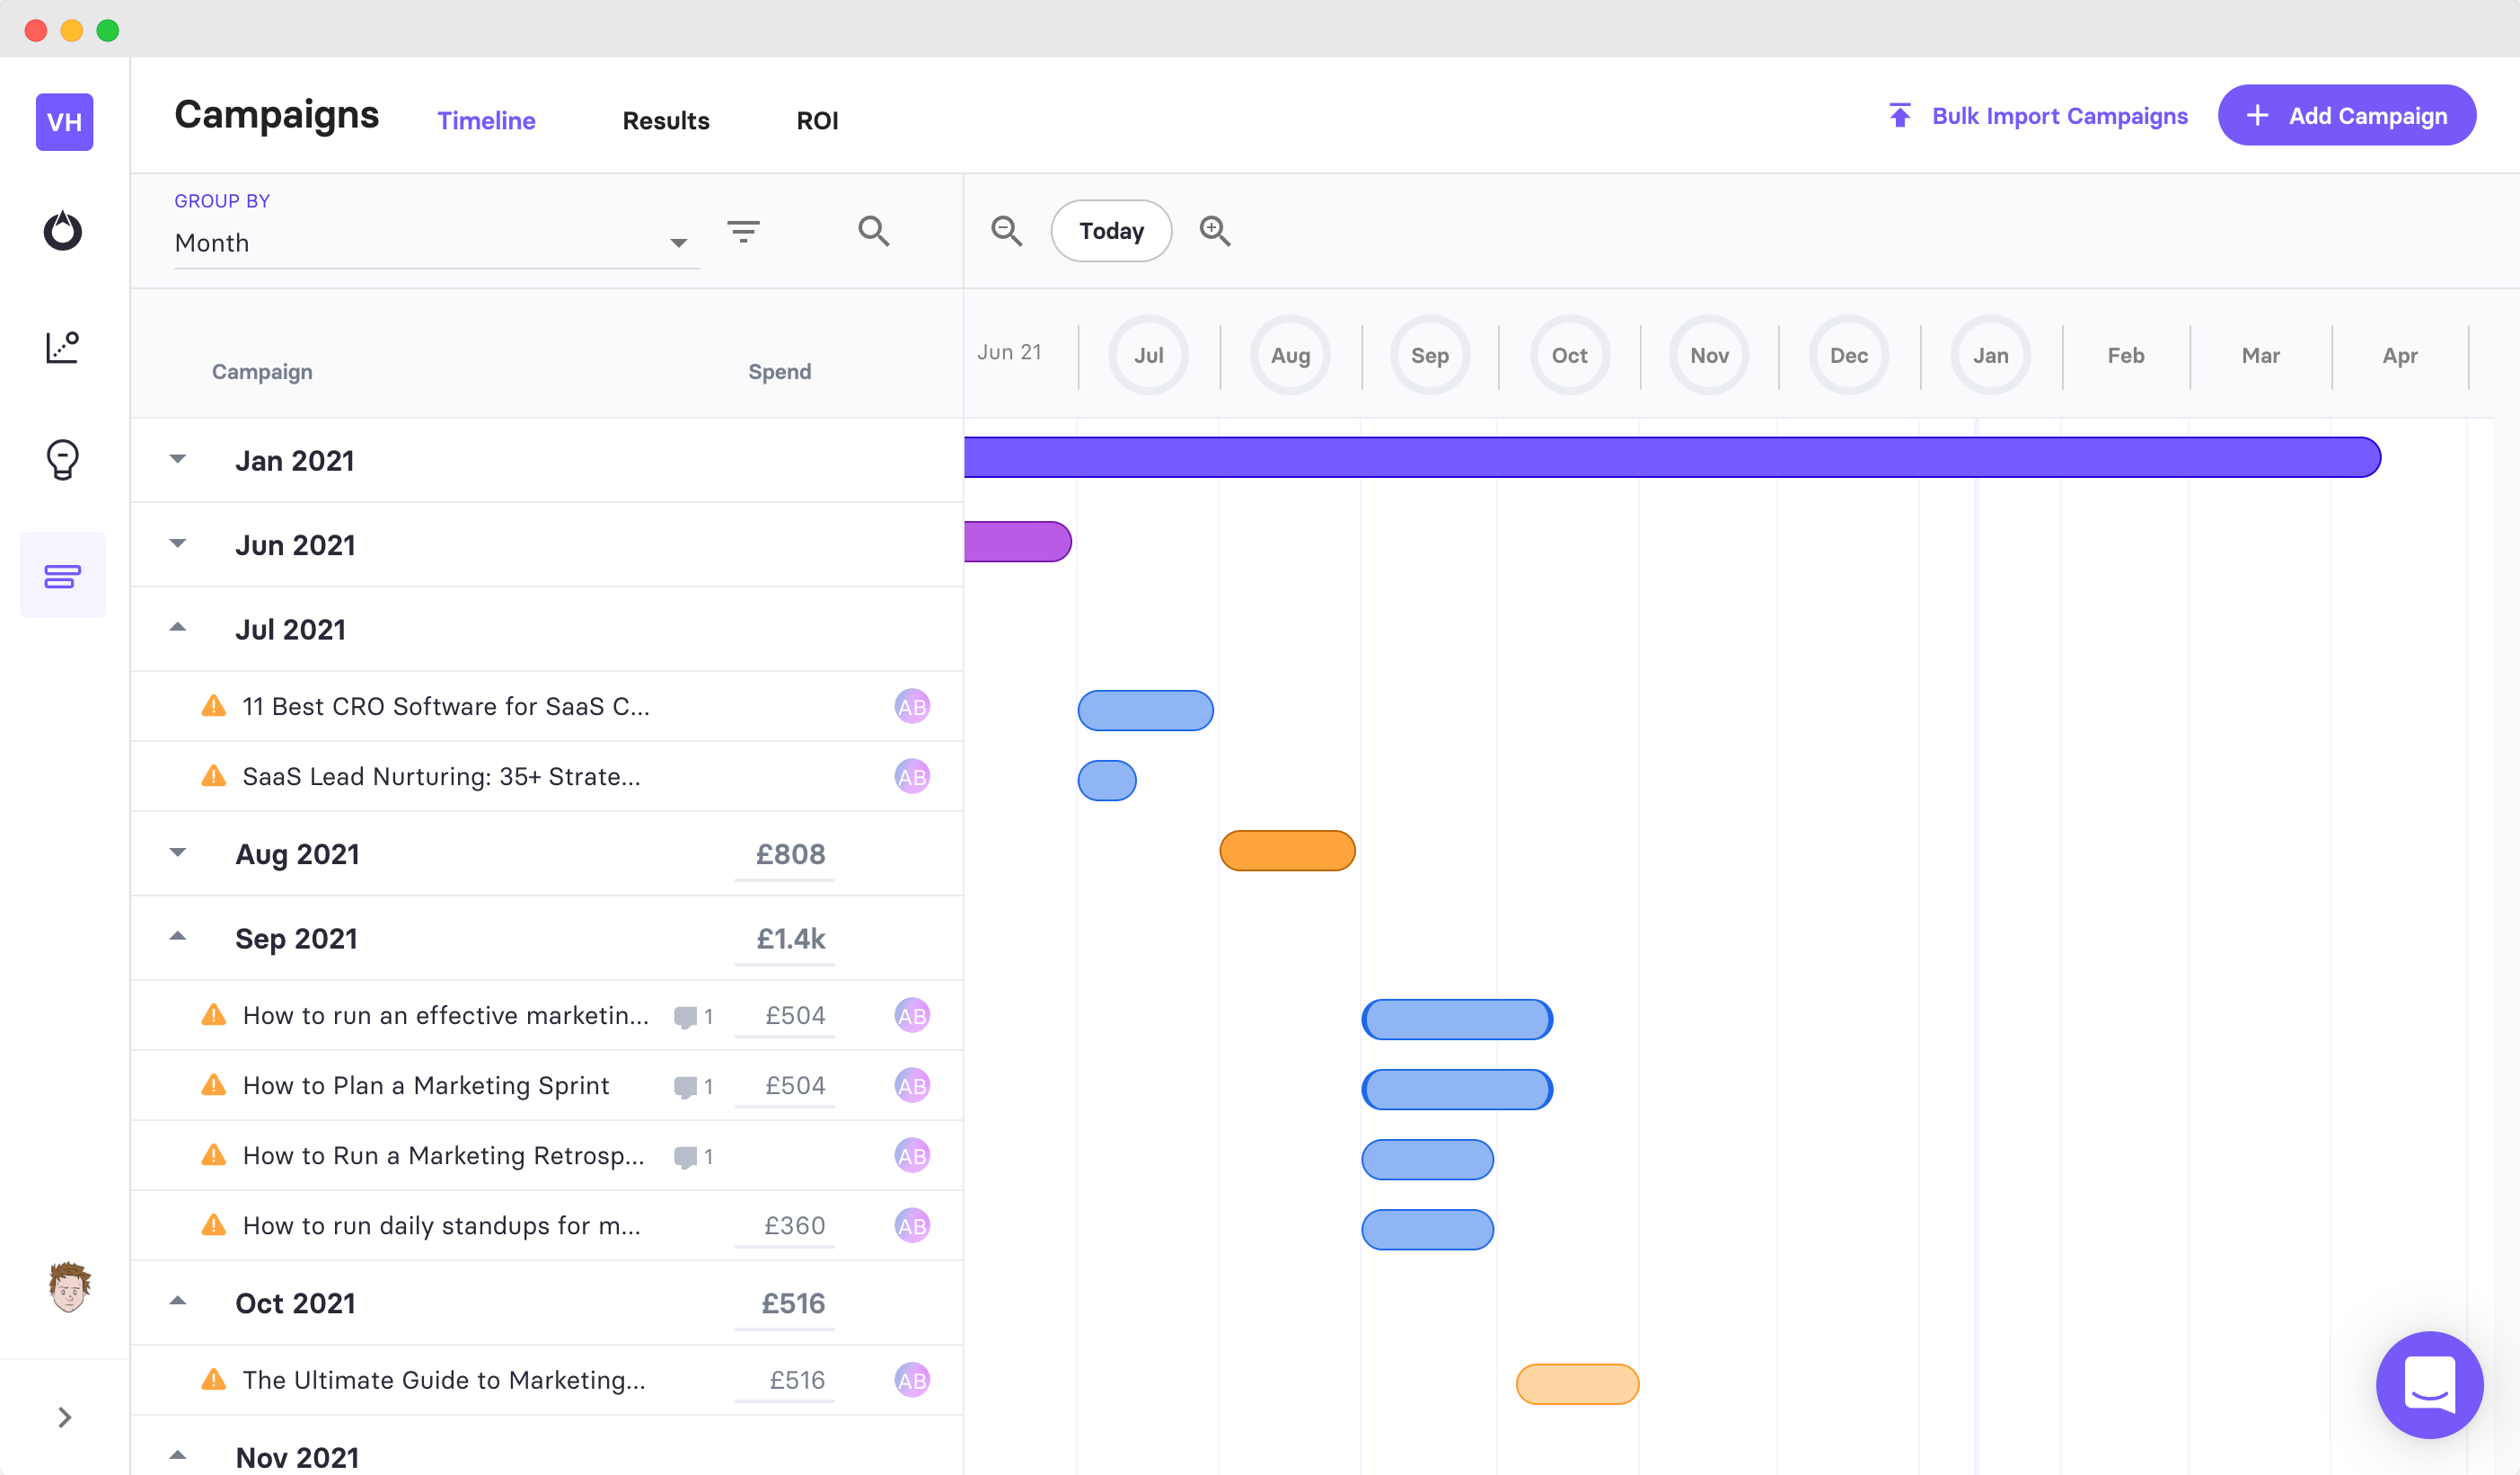 VH
Campaigns Timeline Results ROI Bulk Import Campaigns + Add Campaign
GROUP BY
Month
Today
Campaign Spend
Jun 21 Jul Aug Sep Oct Nov Dec Jan Feb Mar Apr
Jan 2021
Jun 2021
Jul 2021
11 Best CRO Software for SaaS C... AB
SaaS Lead Nurturing: 35+ Strate... AB
Aug 2021 £808
Sep 2021 £1.4k
How to run an effective marketin... 1 £504 AB
How to Plan a Marketing Sprint 1 £504 AB
How to Run a Marketing Retrosp... 1 AB
How to run daily standups for m... £360 AB
Oct 2021 £516
The Ultimate Guide to Marketing... £516 AB
Nov 2021